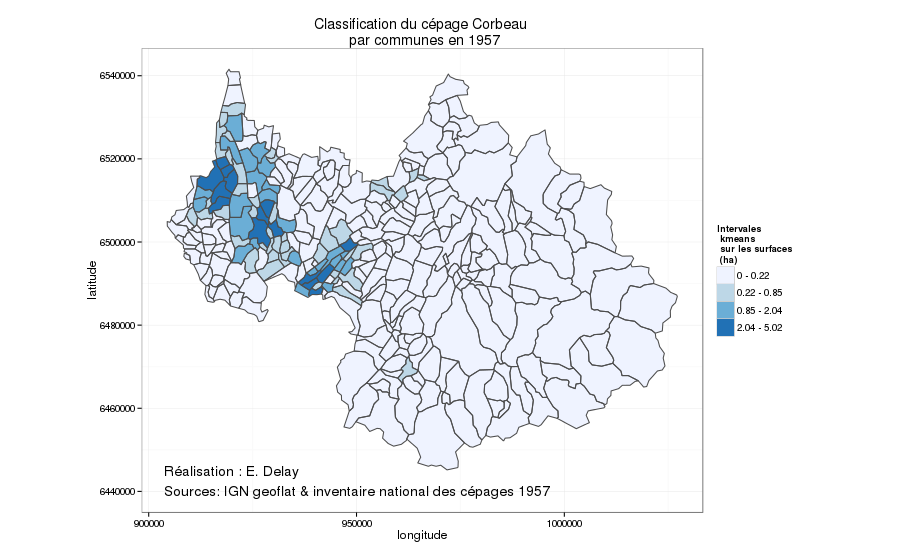 Classification du cépage Corbeau
par communes en 1957
latitude
6540000
6520000
6500000
6480000
6460000
6440000
Réalisation : E. Delay
Sources: IGN geoflat & inventaire national des cépages 1957
900000
950000
1000000
longitude
Intervales
kmeans
sur les surfaces
(ha)
0 - 0.22
0.22 - 0.85
0.85 - 2.04
2.04 - 5.02